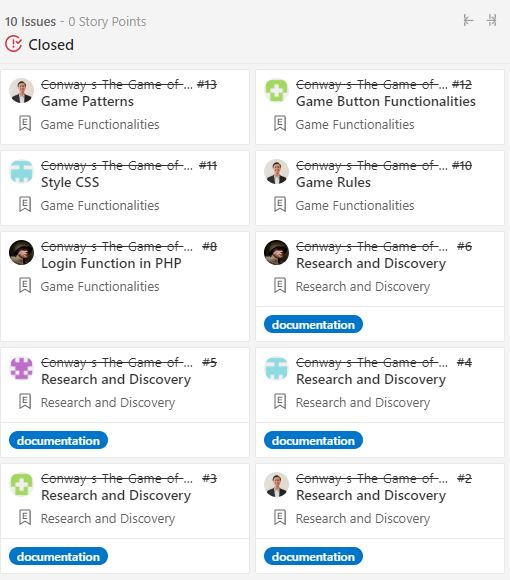 10 Issues - 0 Story Points
Closed
Conway s The Game of ... #13
Game Patterns
E Game Functionalities
Conway s The Game of ... #12
Game Button Functionalities
E Game Functionalities
Conway s The Game of ... #11
Style CSS
E Game Functionalities
Conway s The Game of ... #10
Game Rules
E Game Functionalities
Conway s The Game of ... #8
Login Function in PHP
E Game Functionalities
Conway s The Game of ... #6
Research and Discovery
E Research and Discovery
documentation
Conway s The Game of ... #5
Research and Discovery
E Research and Discovery
documentation
Conway s The Game of ... #4
Research and Discovery
E Research and Discovery
documentation
Conway s The Game of ... #3
Research and Discovery
E Research and Discovery
documentation
Conway s The Game of ... #2
Research and Discovery
E Research and Discovery
documentation